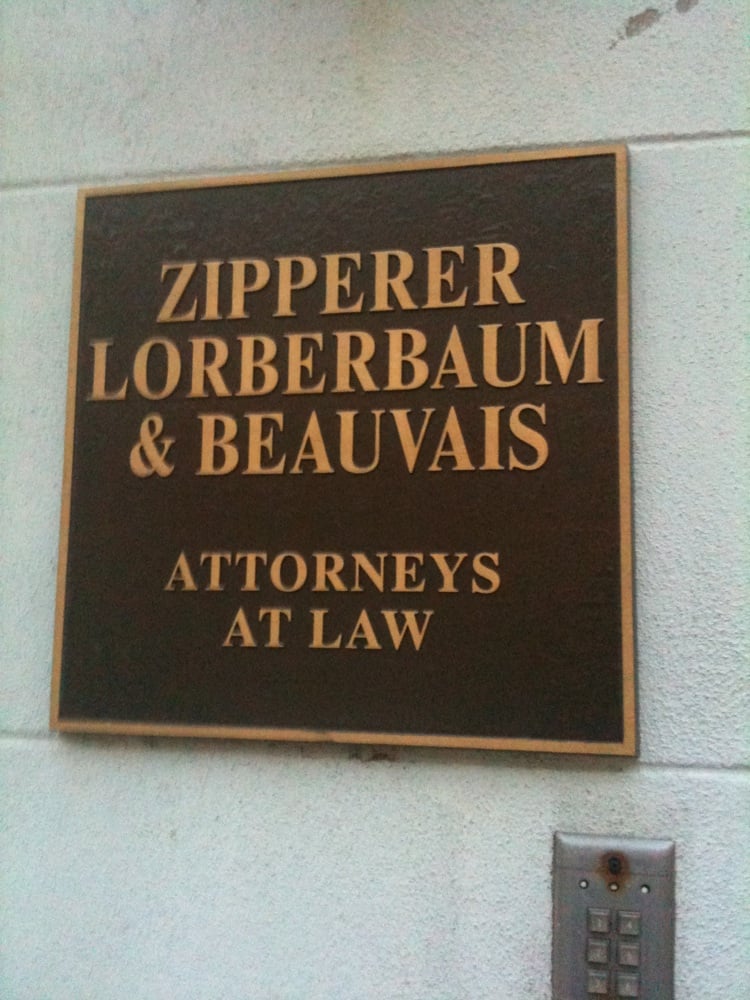 ZIPPERER
LORBERBAUM
& BEAUVAIS
ATTORNEYS
AT LAW